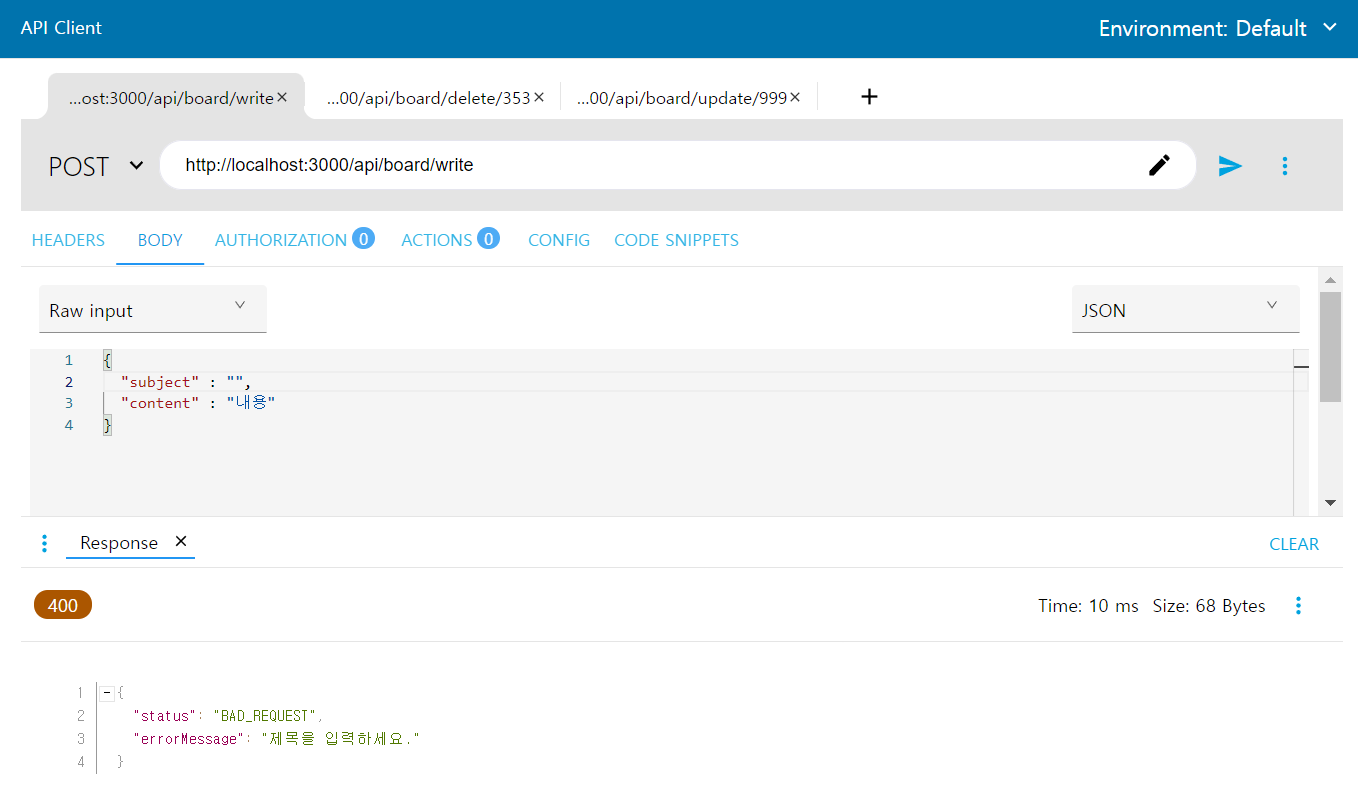 API Client
Environment: Default
...ost:3000/api/board/write ...00/api/board/delete/353 ...00/api/board/update/999
POST http://localhost:3000/api/board/write
HEADERS BODY AUTHORIZATION 0 ACTIONS 0 CONFIG CODE SNIPPETS
Raw input JSON
1 {
2 "subject" : "",
3 "content" : "내용"
4 }
Response CLEAR
400 Time: 10 ms Size: 68 Bytes
1 {
2 "status": "BAD_REQUEST",
3 "errorMessage": "제목을 입력하세요."
4 }